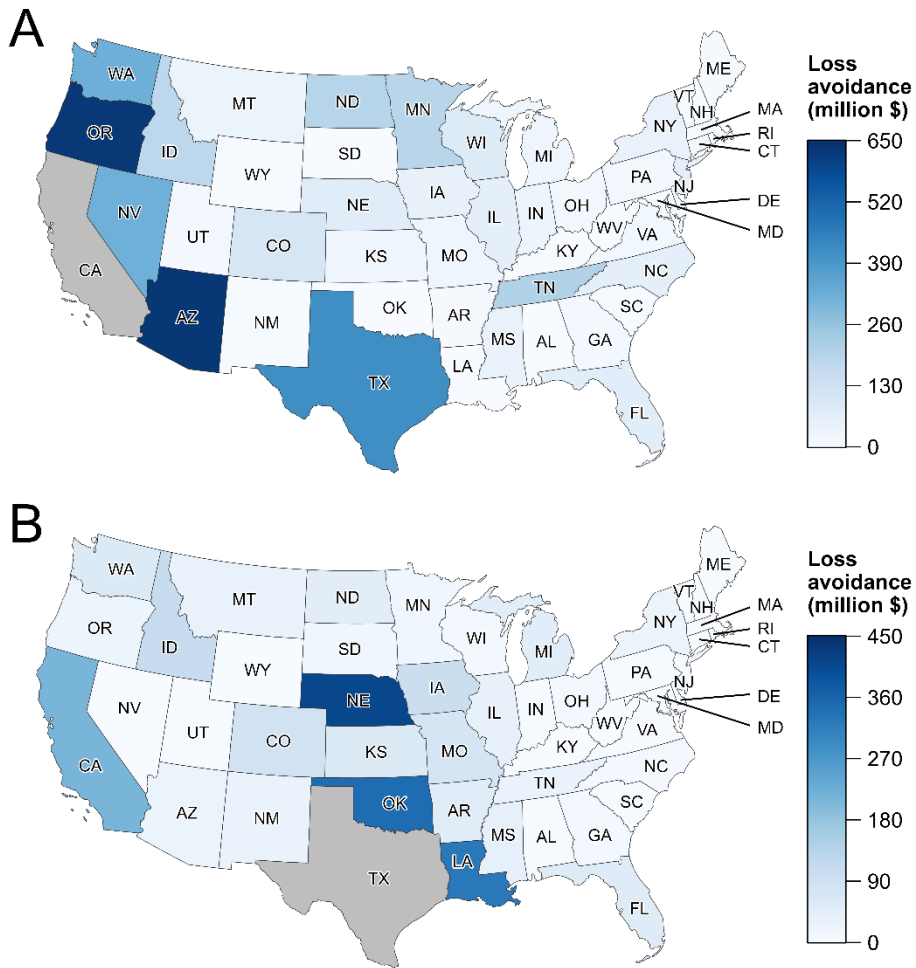 A
WA
MT
ND
MN
ME
OR
ID
SD
WI
MI
NY
VT
NH
MA
RI
CT
WY
NE
IA
PA
NJ
DE
MD
NV
UT
CO
IL
IN
OH
WV
VA
CA
KS
MO
KY
NC
AZ
NM
OK
AR
TN
SC
TX
LA
MS
AL
GA
FL
Loss
avoidance
(million $)
650
520
390
260
130
0
B
WA
MT
ND
MN
ME
OR
ID
SD
WI
MI
NY
VT
NH
MA
RI
CT
WY
NE
IA
PA
NJ
DE
MD
NV
UT
CO
IL
IN
OH
WV
VA
CA
KS
MO
KY
NC
AZ
NM
OK
AR
TN
SC
TX
LA
MS
AL
GA
FL
Loss
avoidance
(million $)
450
360
270
180
90
0